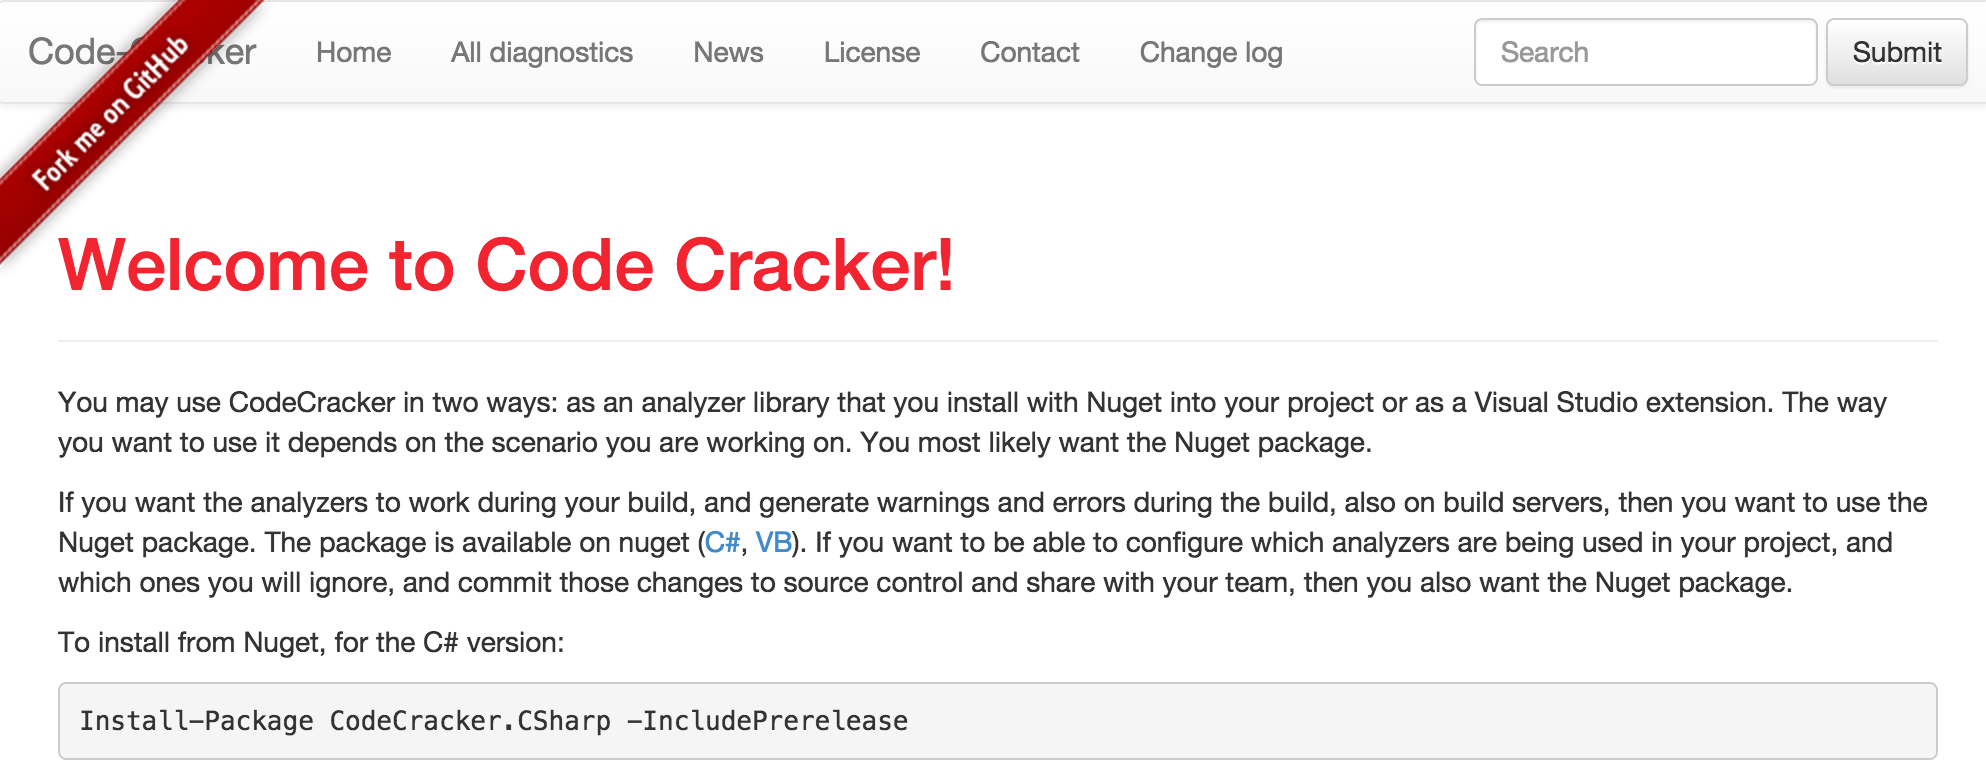 Code-Cracker Home All diagnostics News License Contact Change log Search Submit
Fork me on GitHub
Welcome to Code Cracker!
You may use CodeCracker in two ways: as an analyzer library that you install with Nuget into your project or as a Visual Studio extension. The way
you want to use it depends on the scenario you are working on. You most likely want the Nuget package.
If you want the analyzers to work during your build, and generate warnings and errors during the build, also on build servers, then you want to use the
Nuget package. The package is available on nuget (C#, VB). If you want to be able to configure which analyzers are being used in your project, and
which ones you will ignore, and commit those changes to source control and share with your team, then you also want the Nuget package.
To install from Nuget, for the C# version:
Install-Package CodeCracker.CSharp -IncludePrerelease